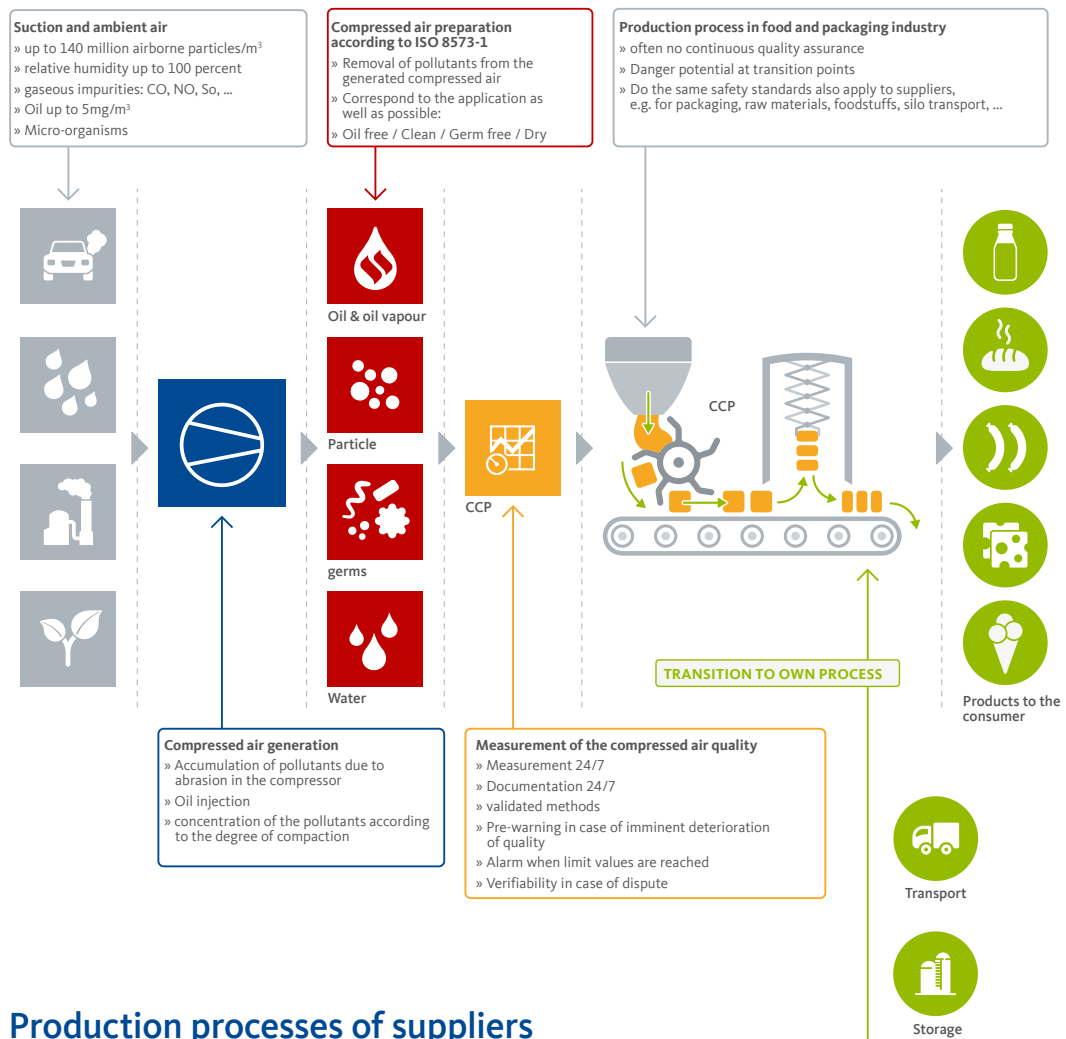 Suction and ambient air
» up to 140 million airborne particles/m³
» relative humidity up to 100 percent
» gaseous impurities: CO, NO, So, ...
» Oil up to 5mg/m³
» Micro-organisms
Compressed air preparation
according to ISO 8573-1
» Removal of pollutants from the
generated compressed air
» Correspond to the application as
well as possible:
» Oil free / Clean / Germ free / Dry
Production process in food and packaging industry
» often no continuous quality assurance
» Danger potential at transition points
» Do the same safety standards also apply to suppliers,
e.g. for packaging, raw materials, foodstuffs, silo transport, ...
Oil & oil vapour
Particle
germs
Water
CCP
CCP
TRANSITION TO OWN PROCESS
Products to the
consumer
Compressed air generation
» Accumulation of pollutants due to
abrasion in the compressor
» Oil injection
» concentration of the pollutants according
to the degree of compaction
Measurement of the compressed air quality
» Measurement 24/7
» Documentation 24/7
» validated methods
» Pre-warning in case of imminent deterioration
of quality
» Alarm when limit values are reached
» Verifiability in case of dispute
Transport
Storage
Production processes of suppliers